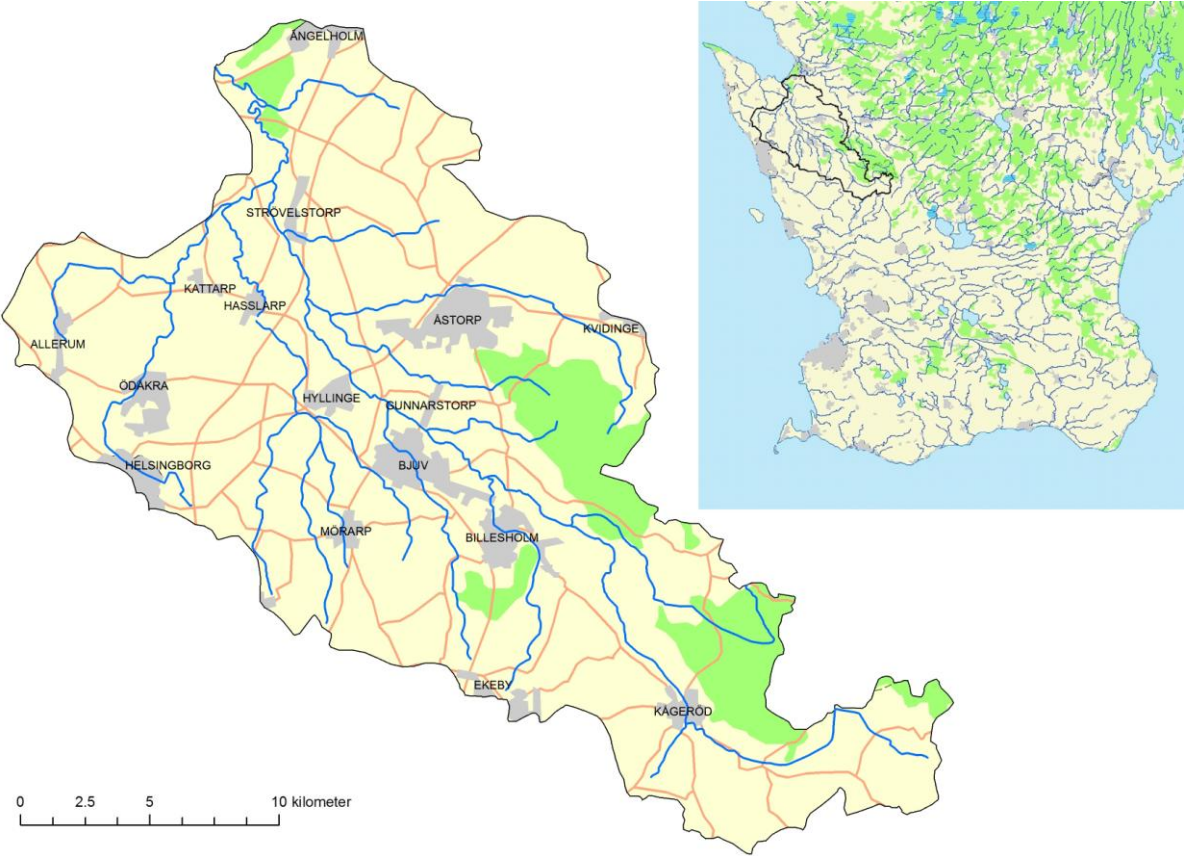 ÄNGELHOLM
STRÖVELSTORP
KATTARP
HASSLARP
ÅSTORP
KVIDINGE
ALLERUM
ÖDÅKRA
HYLLINGE
GUNNARSTORP
HELSINGBORG
BJUV
MÖRARP
BILLESHOLM
EKEBY
KÅGERÖD
0 2.5 5 10 kilometer